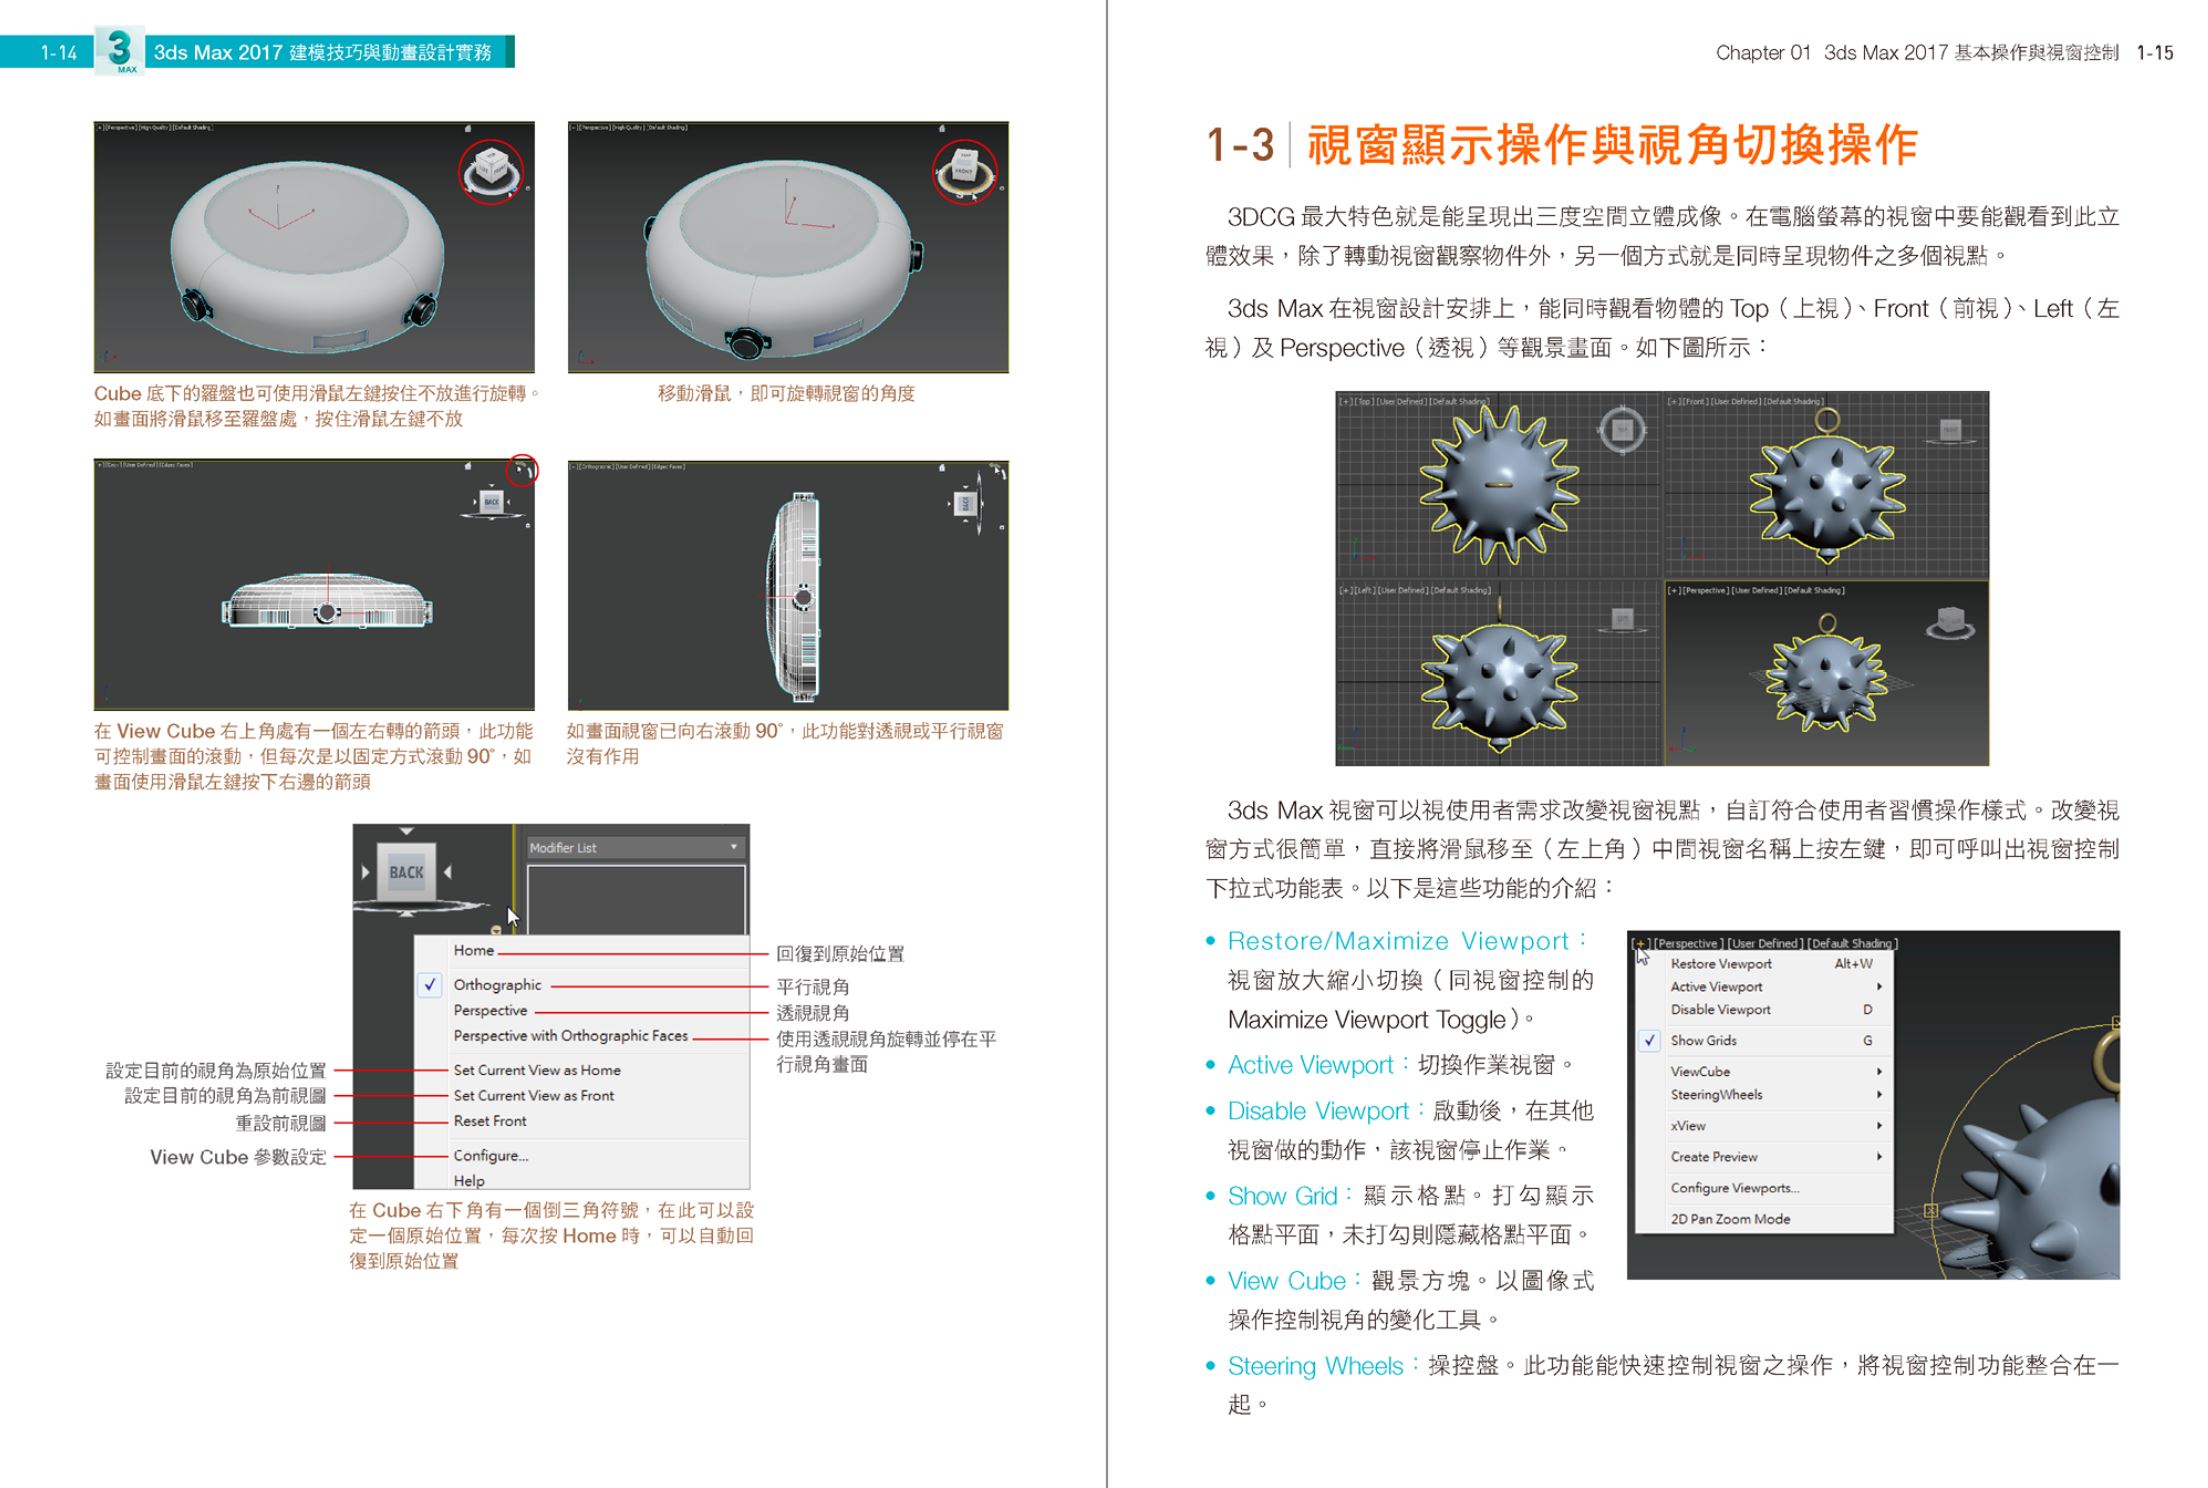 1-14
3
MAX
3ds Max 2017 建模技巧與動畫設計實務
[+][Perspective][High Quality][Default Shading]
[+][Perspective][High Quality][Default Shading]
FRONT
Cube 底下的羅盤也可使用滑鼠左鍵按住不放進行旋轉。
如畫面將滑鼠移至羅盤處，按住滑鼠左鍵不放
移動滑鼠，即可旋轉視窗的角度
BACK
[Orthographic][User Defined][Edged Faces]
BACK
在 View Cube 右上角處有一個左右轉的箭頭，此功能
可控制畫面的滾動，但每次是以固定方式滾動 90°，如
畫面使用滑鼠左鍵按下右邊的箭頭
如畫面視窗已向右滾動 90°，此功能對透視或平行視窗
沒有作用
BACK
Modifier List
Home
回復到原始位置
Orthographic
平行視角
Perspective
透視視角
Perspective with Orthographic Faces
使用透視視角旋轉並停在平
行視角畫面
設定目前的視角為原始位置
Set Current View as Home
設定目前的視角為前視圖
Set Current View as Front
重設前視圖
Reset Front
View Cube 參數設定
Configure...
Help
在 Cube 右下角有一個倒三角符號，在此可以設
定一個原始位置，每次按 Home 時，可以自動回
復到原始位置
Chapter 01 3ds Max 2017 基本操作與視窗控制 1-15
1-3 視窗顯示操作與視角切換操作
3DCG 最大特色就是能呈現出三度空間立體成像。在電腦螢幕的視窗中要能觀看到此立
體效果，除了轉動視窗觀察物件外，另一個方式就是同時呈現物件之多個視點。
3ds Max 在視窗設計安排上，能同時觀看物體的 Top（上視）、Front（前視）、Left（左
視）及 Perspective（透視）等觀景畫面。如下圖所示：
[+][Top][User Defined][Default Shading]
[+][Front][User Defined][Default Shading]
[+][Left][User Defined][Default Shading]
[+][Perspective][User Defined][Default Shading]
3ds Max 視窗可以視使用者需求改變視窗視點，自訂符合使用者習慣操作樣式。改變視
窗方式很簡單，直接將滑鼠移至（左上角）中間視窗名稱上按左鍵，即可呼叫出視窗控制
下拉式功能表。以下是這些功能的介紹：
• Restore/Maximize Viewport：
視窗放大縮小切換（同視窗控制的
Maximize Viewport Toggle）。
• Active Viewport：切換作業視窗。
• Disable Viewport：啟動後，在其他
視窗做的動作，該視窗停止作業。
• Show Grid：顯示格點。打勾顯示
格點平面，未打勾則隱藏格點平面。
• View Cube：觀景方塊。以圖像式
操作控制視角的變化工具。
[+][Perspective][User Defined][Default Shading]
Restore Viewport Alt+W
Active Viewport
Disable Viewport D
Show Grids G
ViewCube
SteeringWheels
xView
Create Preview
Configure Viewports...
2D Pan Zoom Mode
• Steering Wheels：操控盤。此功能能快速控制視窗之操作，將視窗控制功能整合在一
起。